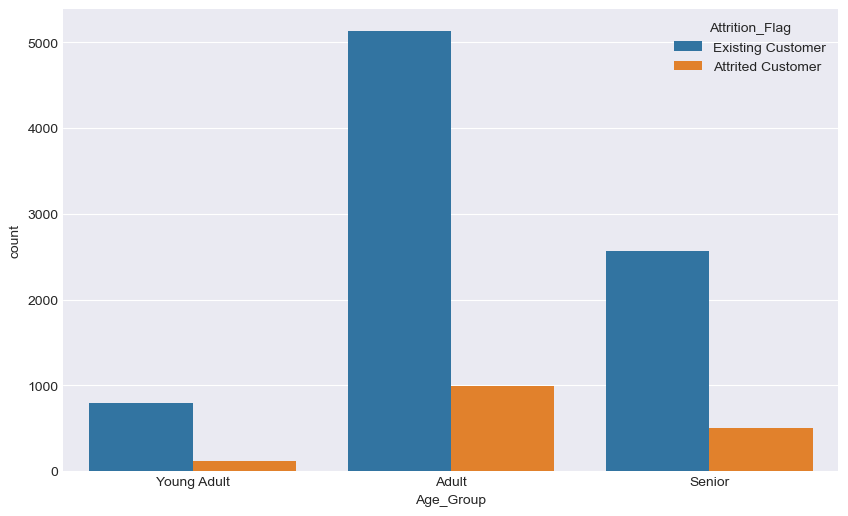 Attrition_Flag
Existing Customer
Attrited Customer
5000
4000
3000
2000
1000
0
count
Young Adult
Adult
Senior
Age_Group